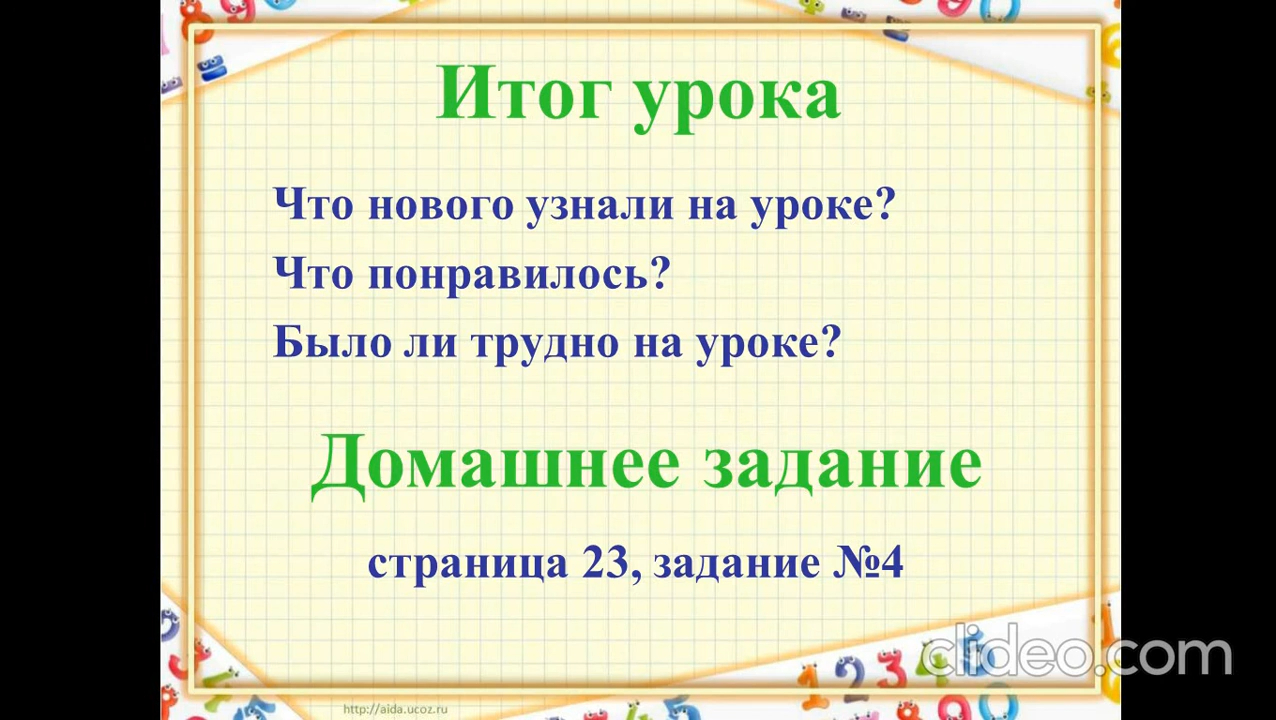 Итог урока
Что нового узнали на уроке?
Что понравилось?
Было ли трудно на уроке?
Домашнее задание
страница 23, задание №4
clideo.com
http://aida.ucoz.ru